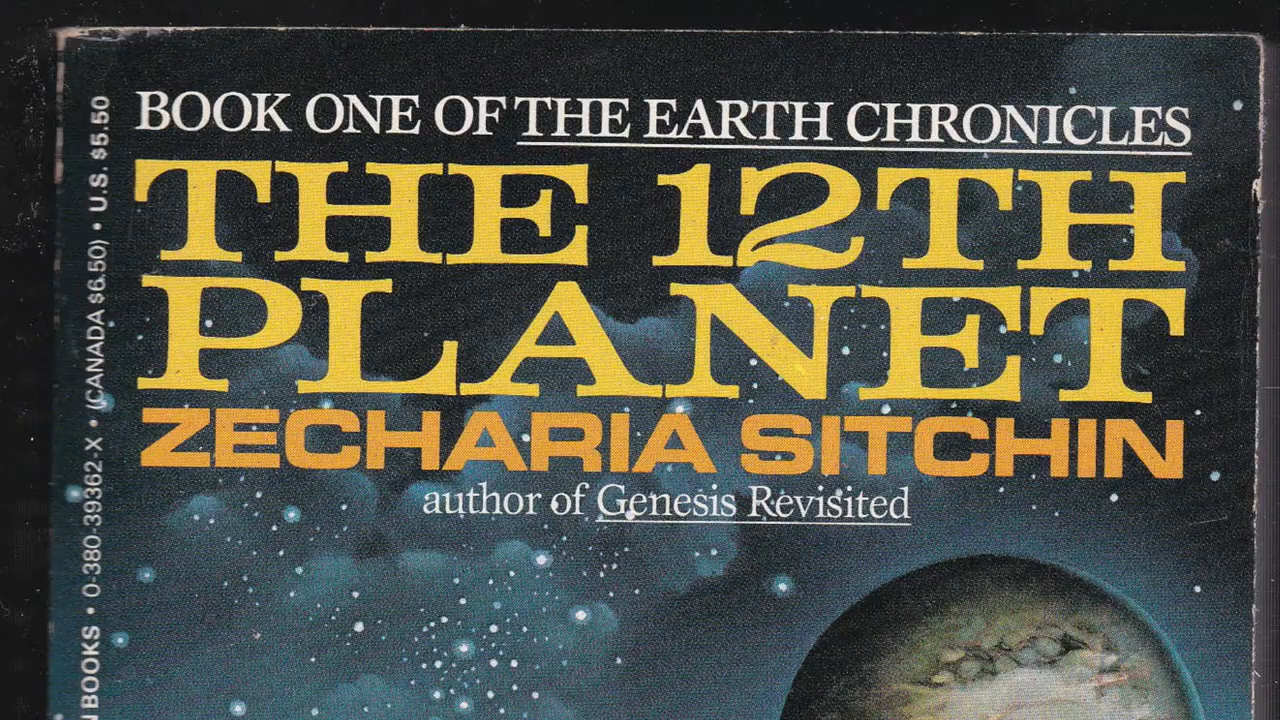 BOOK ONE OF THE EARTH CHRONICLES
THE 12TH
PLANET
ZECHARIA SITCHIN
author of Genesis Revisited
BOOKS • 0-380-39362-X • (CANADA $6.50) • U.S. $5.50